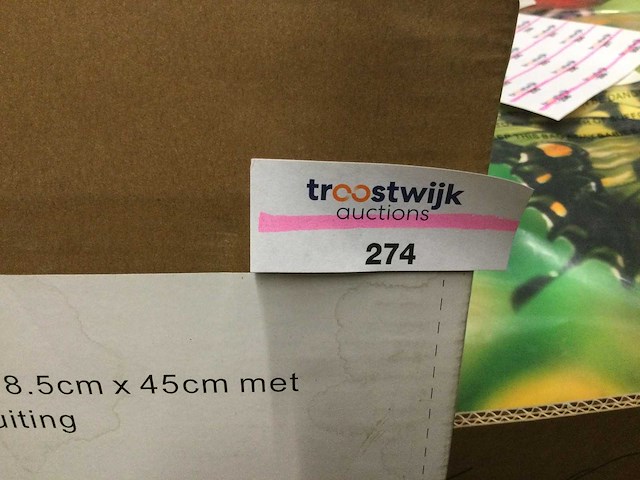 troostwijk
auctions
274
8.5cm x 45cm met
uiting